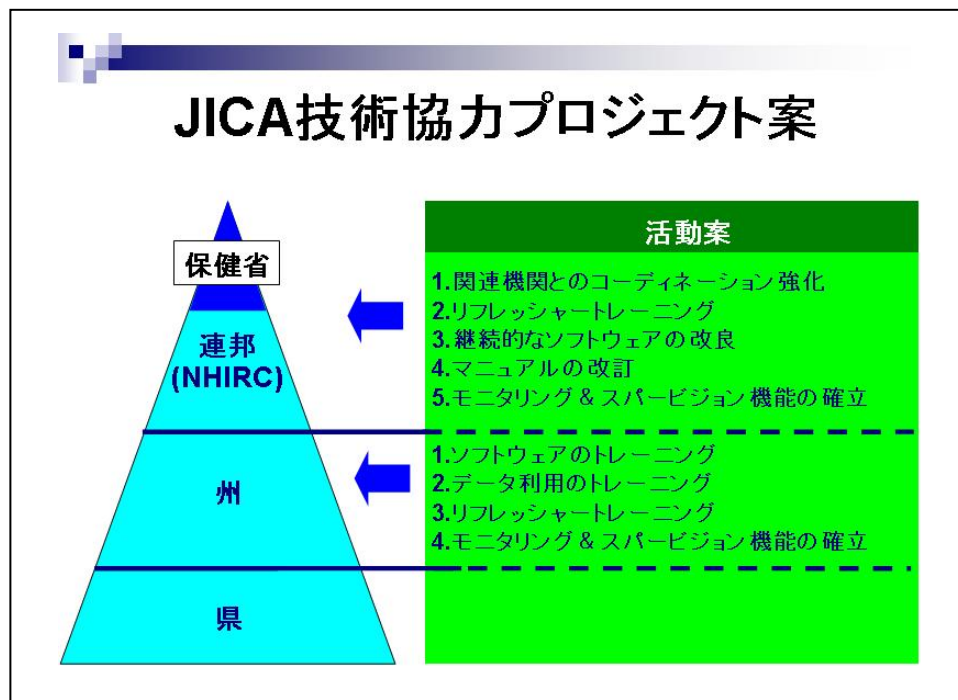 JICA技術協力プロジェクト案
保健省
連邦
(NHIRC)
州
県
活動案
1.関連機関とのコーディネーション強化
2.リフレッシャートレーニング
3.継続的なソフトウェアの改良
4.マニュアルの改訂
5.モニタリング & スパービジョン機能の確立
1.ソフトウェアのトレーニング
2.データ利用のトレーニング
3.リフレッシャートレーニング
4.モニタリング & スパービジョン機能の確立